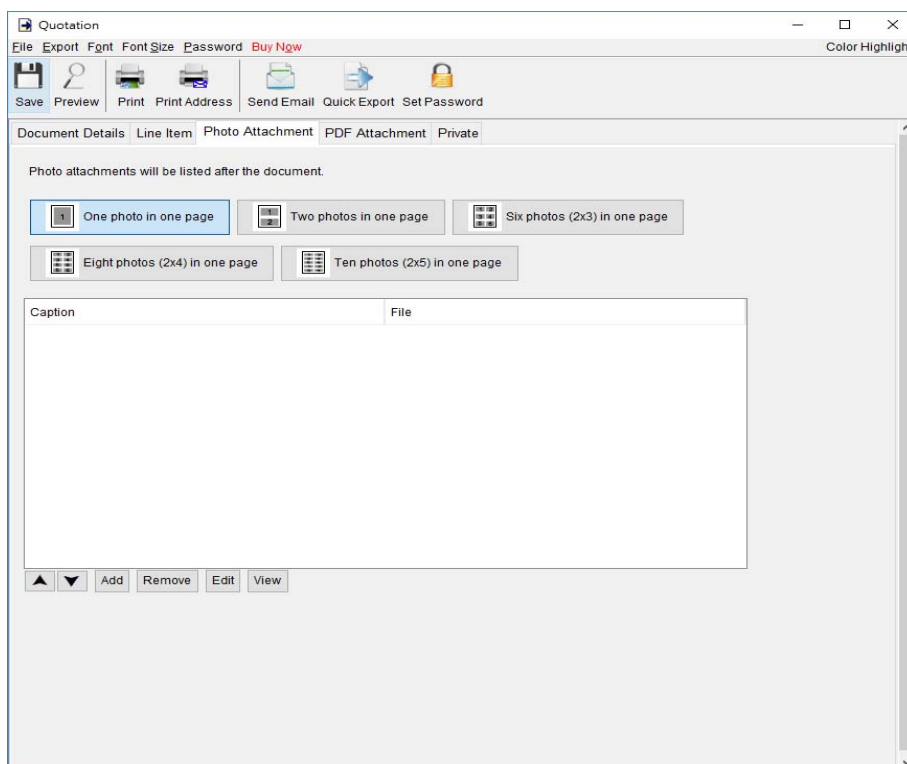 Quotation
File Export Font Font Size Password Buy Now Color Highligh
Save Preview Print Print Address Send Email Quick Export Set Password
Document Details Line Item Photo Attachment PDF Attachment Private
Photo attachments will be listed after the document.
1 One photo in one page 1 2 Two photos in one page Six photos (2x3) in one page
Eight photos (2x4) in one page Ten photos (2x5) in one page
Caption File
Add Remove Edit View